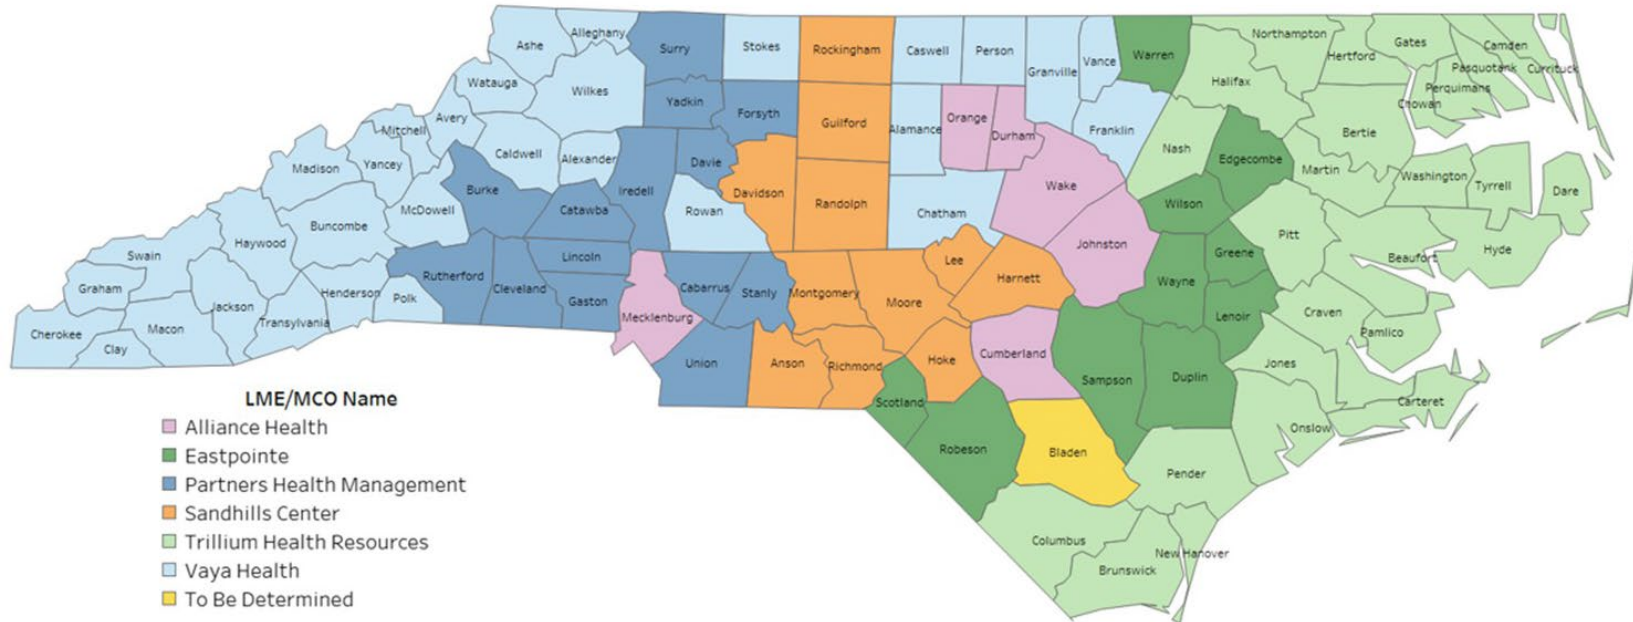 Ashe
Alleghany
Surry
Stokes
Rockingham
Caswell
Person
Granville
Vance
Warren
Northampton
Hertford
Gates
Camden
Pasquotank
Currituck
Perquimans
Chowan
Halifax
Watauga
Wilkes
Yadkin
Forsyth
Guilford
Alamance
Orange
Durham
Franklin
Nash
Edgecombe
Bertie
Mitchell
Avery
Caldwell
Alexander
Iredell
Davie
Davidson
Randolph
Chatham
Wake
Wilson
Martin
Washington
Tyrrell
Dare
Madison
Yancey
McDowell
Burke
Catawba
Rowan
Johnston
Greene
Pitt
Beaufort
Hyde
Swain
Haywood
Buncombe
Rutherford
Cleveland
Lincoln
Gaston
Cabarrus
Stanly
Montgomery
Moore
Lee
Harnett
Wayne
Lenoir
Craven
Pamlico
Graham
Jackson
Henderson
Polk
Mecklenburg
Cherokee
Clay
Macon
Transylvania
Union
Anson
Richmond
Hoke
Cumberland
Sampson
Duplin
Jones
Carteret
Onslow
Scotland
Robeson
Bladen
Pender
Columbus
Brunswick
New Hanover
LME/MCO Name
Alliance Health
Eastpointe
Partners Health Management
Sandhills Center
Trillium Health Resources
Vaya Health
To Be Determined